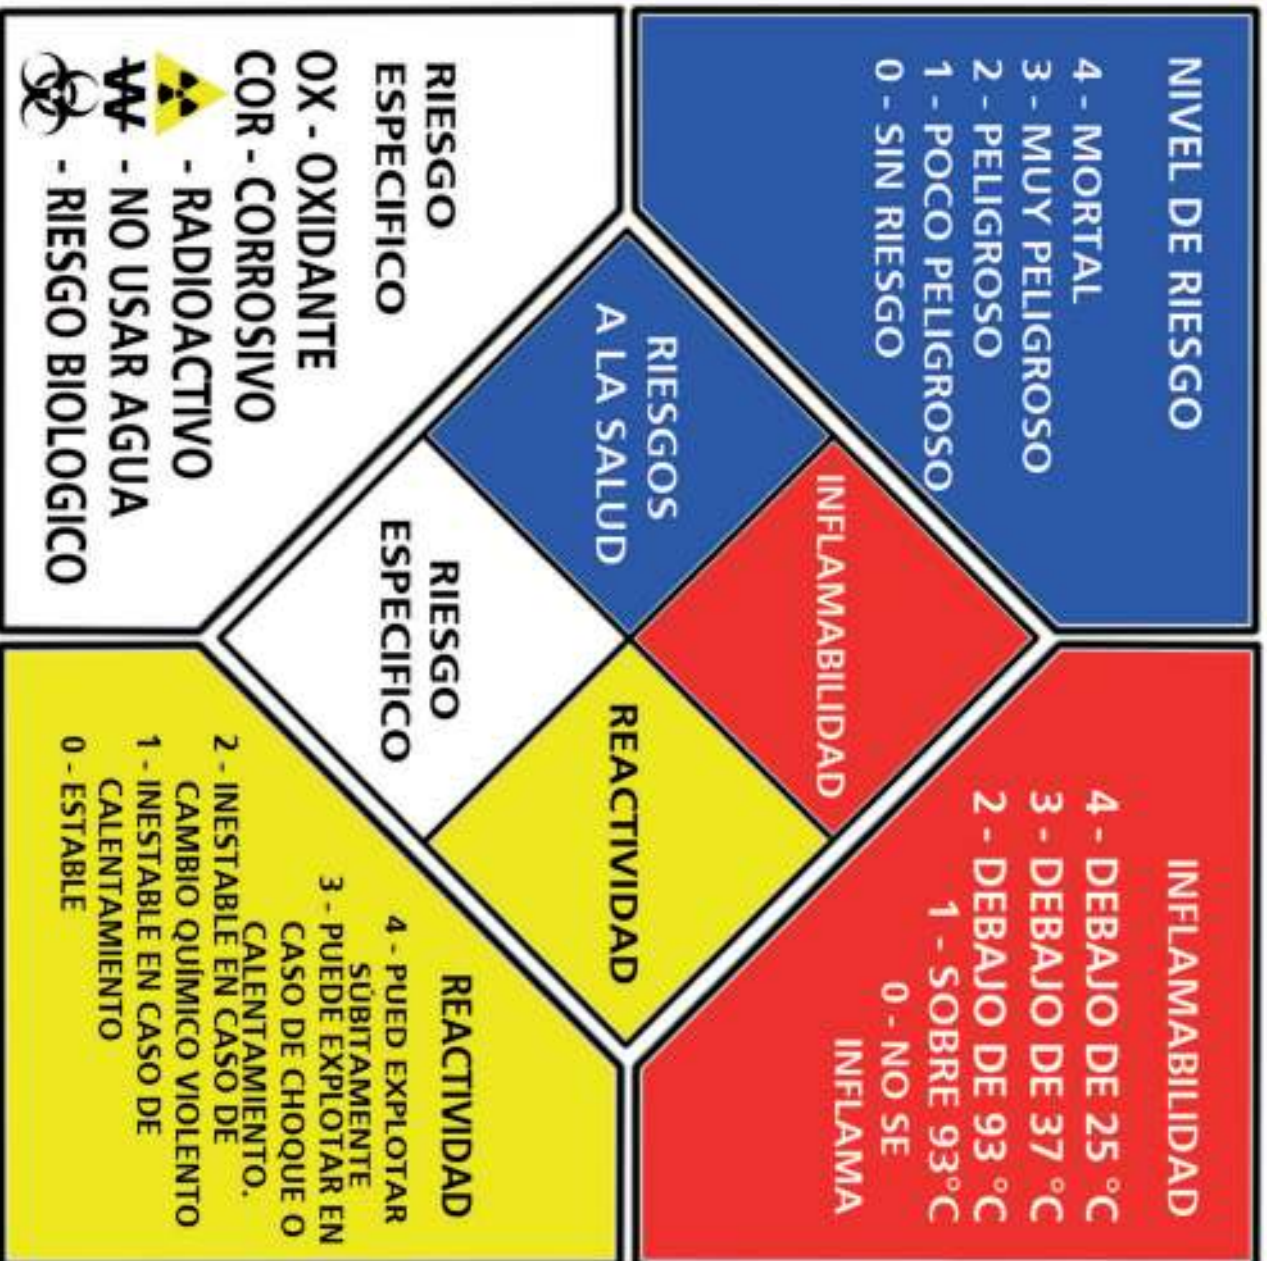 NIVEL DE RIESGO
4 - MORTAL
3 - MUY PELIGROSO
2 - PELIGROSO
1 - POCO PELIGROSO
0 - SIN RIESGO
INFLAMABILIDAD
4 - DEBAJO DE 25 °C
3 - DEBAJO DE 37 °C
2 - DEBAJO DE 93 °C
1 - SOBRE 93°C
0 - NO SE
INFLAMA
INFLAMABILIDAD
RIESGOS
A LA SALUD
REACTIVIDAD
RIESGO
ESPECIFICO
RIESGO
ESPECIFICO
OX - OXIDANTE
COR - CORROSIVO
- RADIOACTIVO
W - NO USAR AGUA
- RIESGO BIOLOGICO
REACTIVIDAD
4 - PUED EXPLOTAR
SÚBITAMENTE
3 - PUEDE EXPLOTAR EN
CASO DE CHOQUE O
CALENTAMIENTO.
2 - INESTABLE EN CASO DE
CAMBIO QUÍMICO VIOLENTO
1 - INESTABLE EN CASO DE
CALENTAMIENTO
0 - ESTABLE